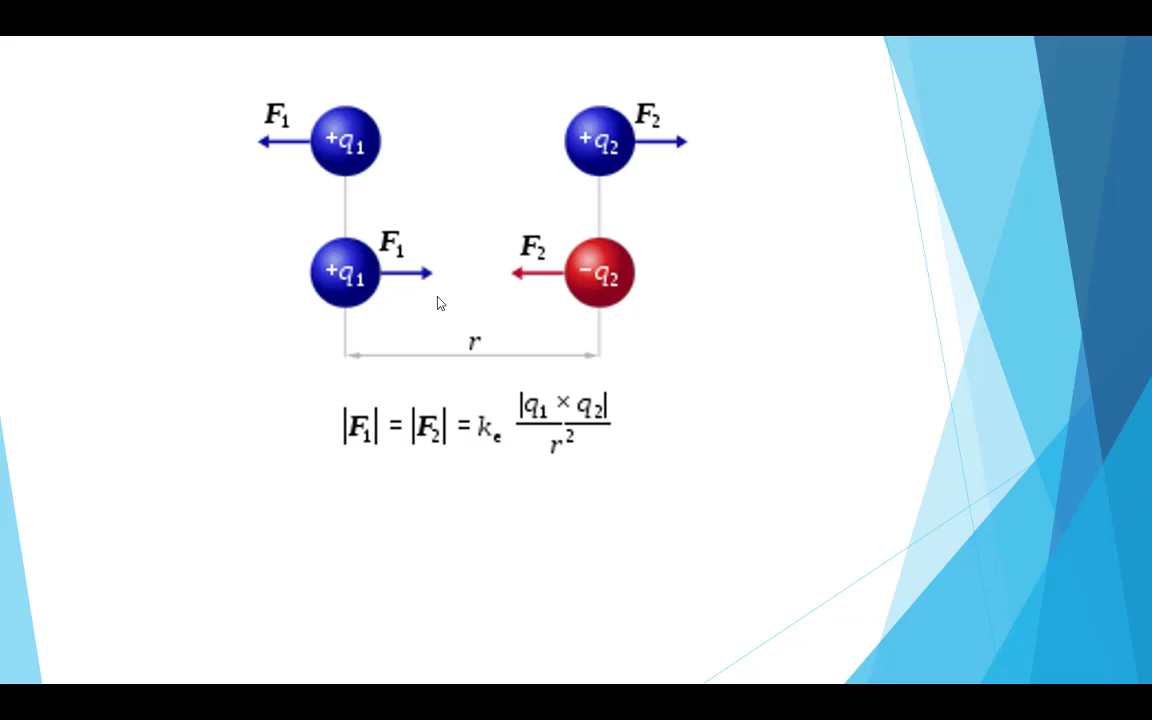 F₁ +q₁ +q₂ F₂
+q₁ F₁ F₂ −q₂
r
|F₁| = |F₂| = kₑ |q₁ × q₂| / r²